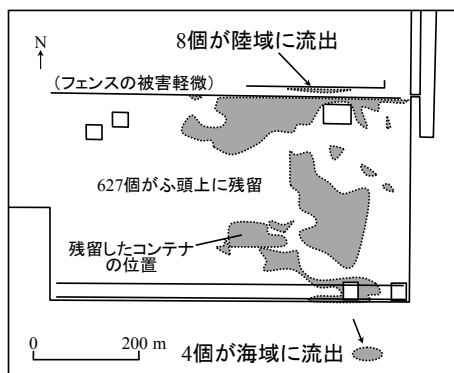 8個が陸域に流出
N
(フェンスの被害軽微)
627個がふ頭上に残留
残留したコンテナ
の位置
0 200 m
4個が海域に流出